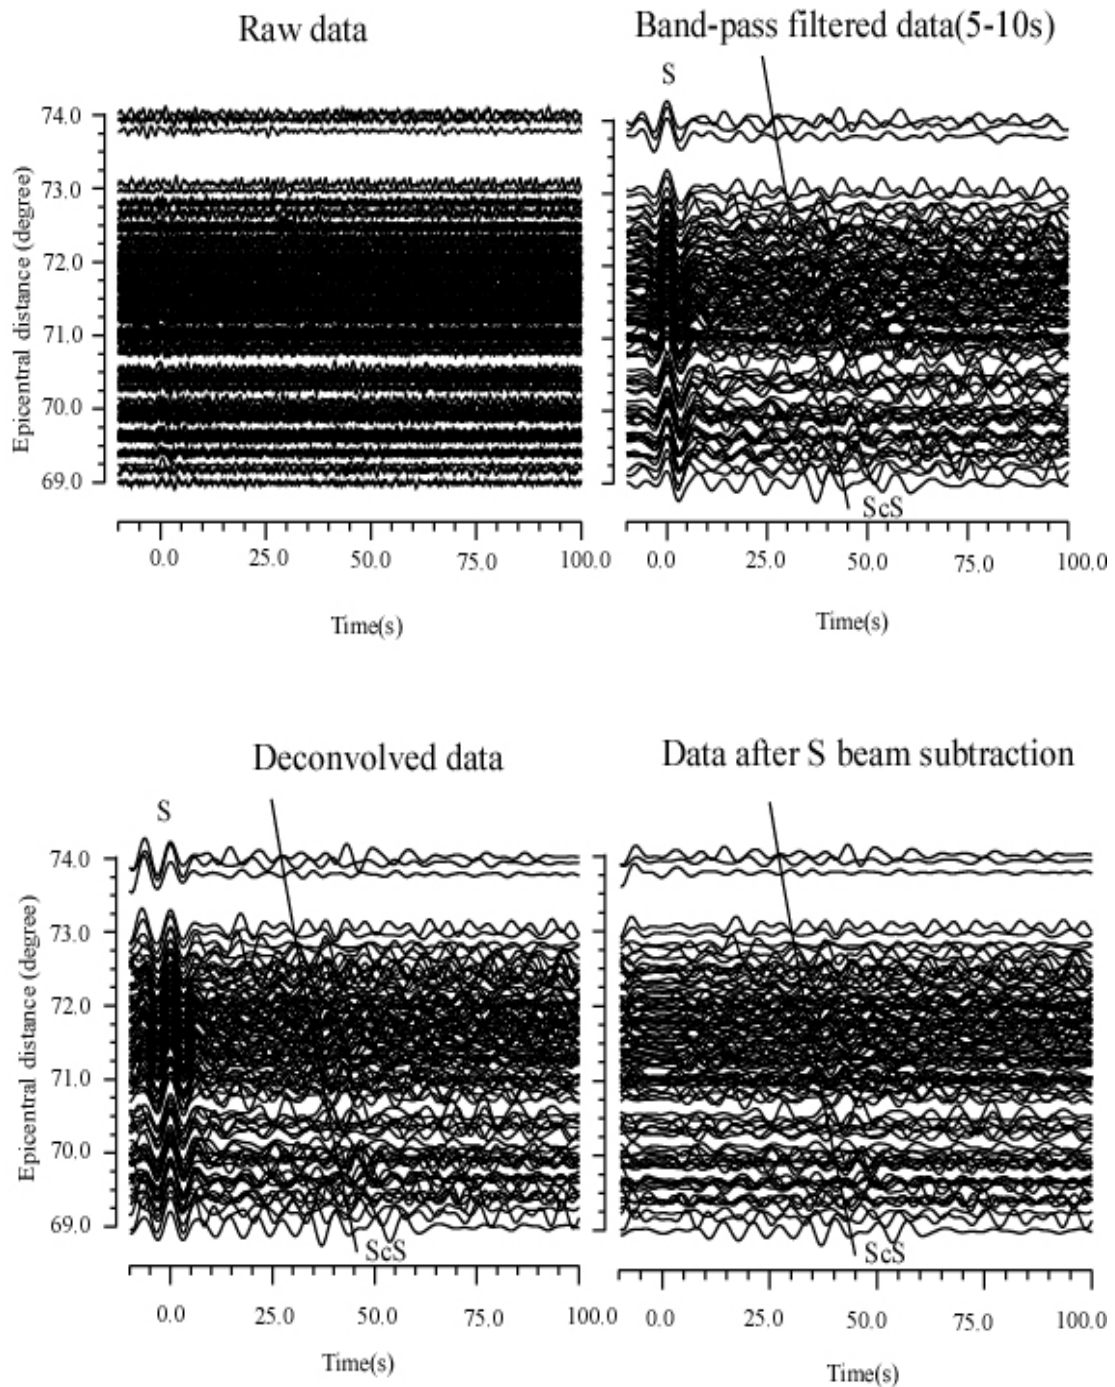 Raw data
Band-pass filtered data(5-10s)
S
74.0
73.0
72.0
71.0
70.0
69.0
Epicentral distance (degree)
ScS
0.0 25.0 50.0 75.0 100.0
0.0 25.0 50.0 75.0 100.0
Time(s)
Time(s)
Deconvolved data
Data after S beam subtraction
S
74.0
73.0
72.0
71.0
70.0
69.0
Epicentral distance (degree)
ScS
ScS
0.0 25.0 50.0 75.0 100.0
0.0 25.0 50.0 75.0 100.0
Time(s)
Time(s)